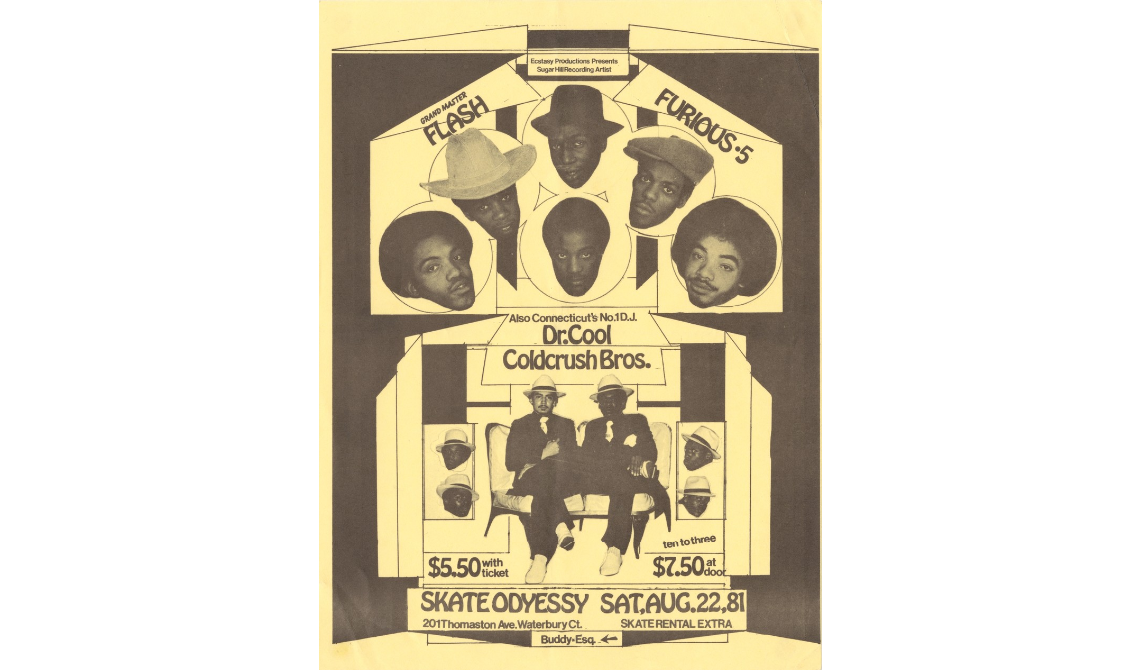 Ecstasy Productions Presents
Sugar Hill Recording Artist
GRAND MASTER
FLASH
FURIOUS·5
Also Connecticut's No.1 D.J.
Dr.Cool
Coldcrush Bros.
ten to three
$5.50 with
ticket
$7.50 at
door
SKATE ODYESSY SAT,AUG.22,81
201 Thomaston Ave. Waterbury Ct. SKATE RENTAL EXTRA
Buddy-Esq. ←